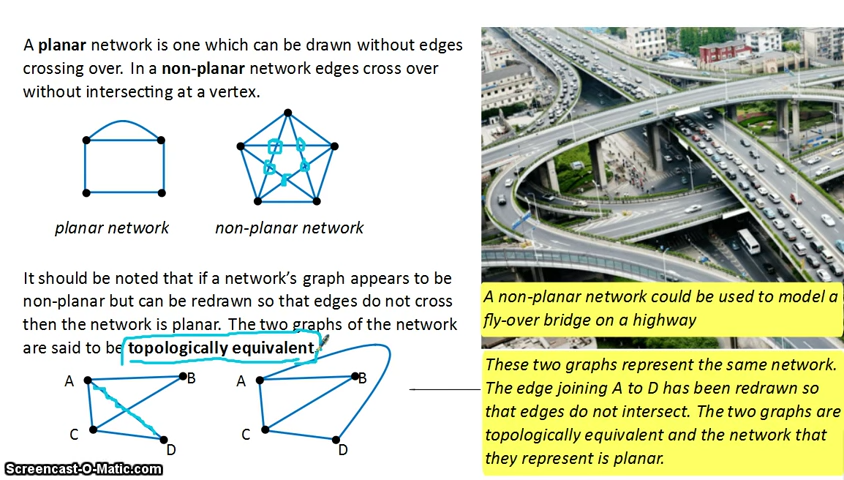 A planar network is one which can be drawn without edges
crossing over. In a non-planar network edges cross over
without intersecting at a vertex.
planar network
non-planar network
It should be noted that if a network's graph appears to be
non-planar but can be redrawn so that edges do not cross
then the network is planar. The two graphs of the network
are said to be topologically equivalent
A
B
C
D
A
B
C
D
A non-planar network could be used to model a
fly-over bridge on a highway
These two graphs represent the same network.
The edge joining A to D has been redrawn so
that edges do not intersect. The two graphs are
topologically equivalent and the network that
they represent is planar.
Screencast-O-Matic.com